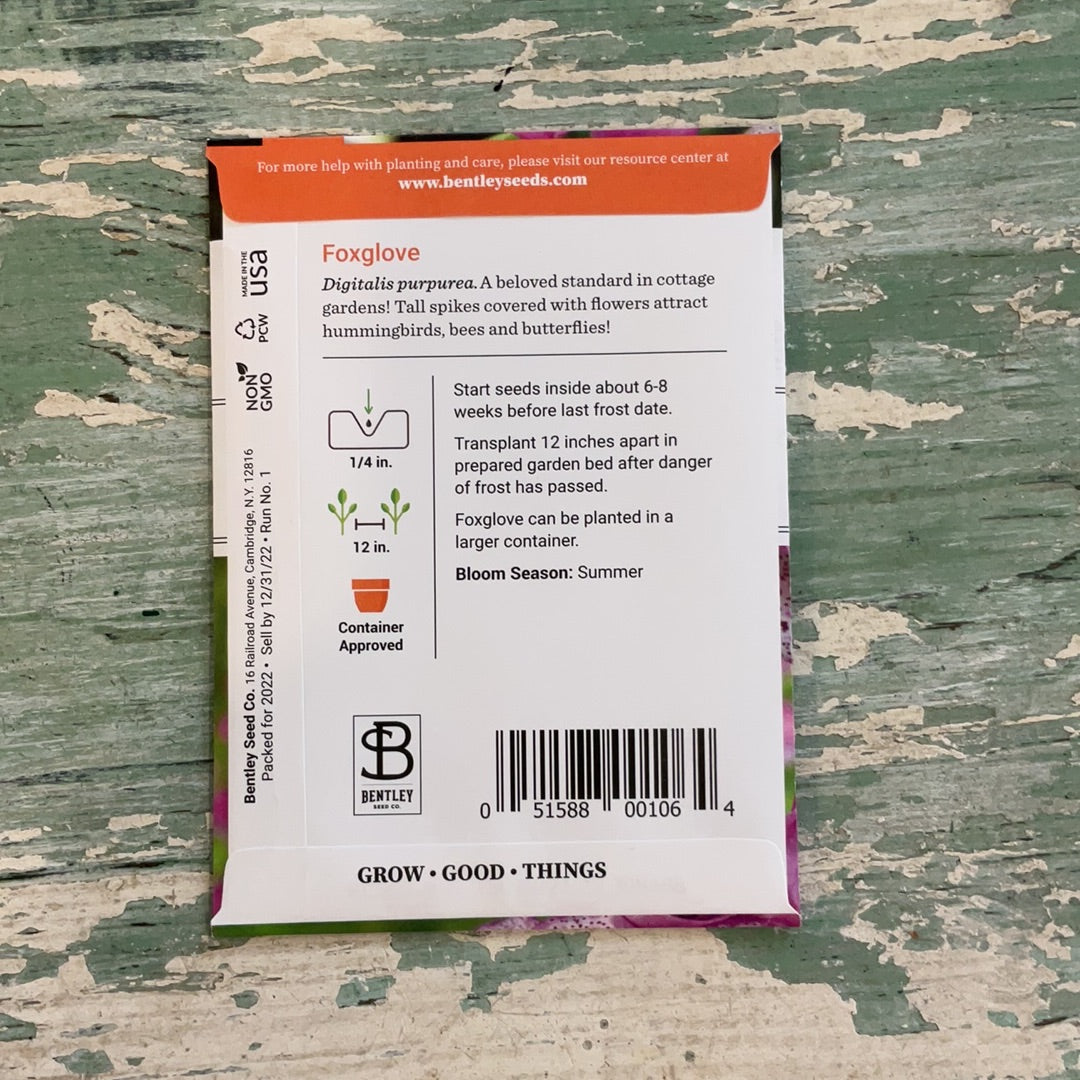 For more help with planting and care, please visit our resource center at
www.bentleyseeds.com
Foxglove
Digitalis purpurea. A beloved standard in cottage
gardens! Tall spikes covered with flowers attract
hummingbirds, bees and butterflies!
1/4 in.
12 in.
Container
Approved
Start seeds inside about 6-8
weeks before last frost date.
Transplant 12 inches apart in
prepared garden bed after danger
of frost has passed.
Foxglove can be planted in a
larger container.
Bloom Season: Summer
Bentley Seed Co. 16 Railroad Avenue, Cambridge, N.Y. 12816
Packed for 2022 • Sell by 12/31/22 • Run No. 1
NON
GMO
PCW
MADE IN THE
usa
B
BENTLEY
SEED CO.
0 51588 00106 4
GROW • GOOD • THINGS